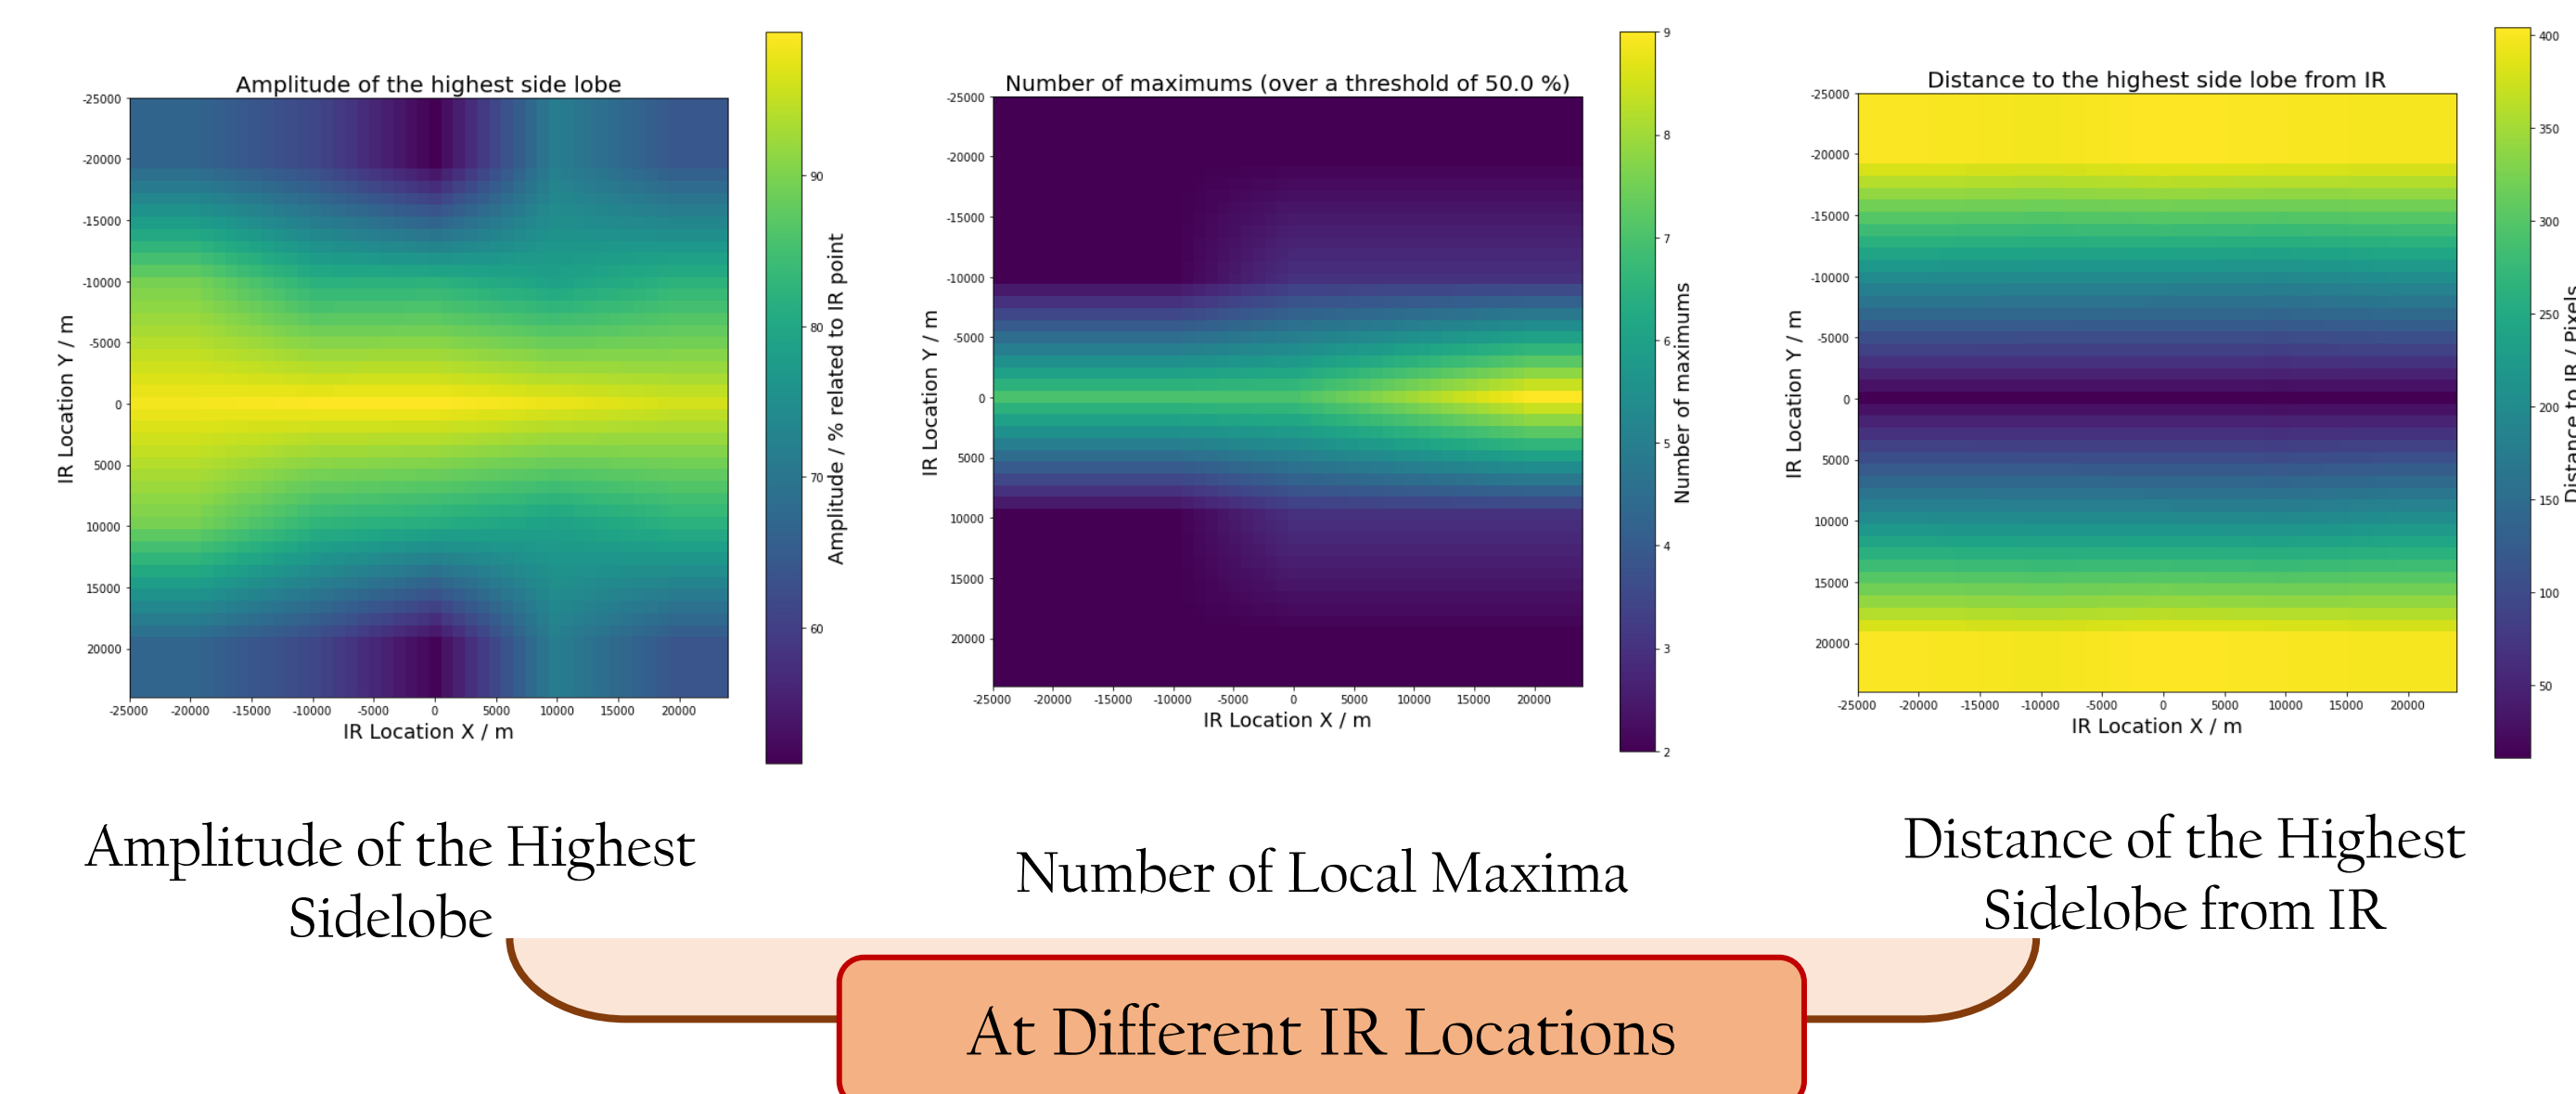 Amplitude of the highest side lobe
-25000
-20000
-15000
-10000
-5000
0
5000
10000
15000
20000
IR Location Y / m
-25000 -20000 -15000 -10000 -5000 0 5000 10000 15000 20000
IR Location X / m
90
80
70
60
Amplitude / % related to IR point
Number of maximums (over a threshold of 50.0 %)
-25000
-20000
-15000
-10000
-5000
0
5000
10000
15000
20000
IR Location Y / m
-25000 -20000 -15000 -10000 -5000 0 5000 10000 15000 20000
IR Location X / m
9
8
7
6
5
4
3
2
Number of maximums
Distance to the highest side lobe from IR
-25000
-20000
-15000
-10000
-5000
0
5000
10000
15000
20000
IR Location Y / m
-25000 -20000 -15000 -10000 -5000 0 5000 10000 15000 20000
IR Location X / m
400
350
300
250
200
150
100
50
Distance to IR / Pixels
Amplitude of the Highest
Sidelobe
Number of Local Maxima
Distance of the Highest
Sidelobe from IR
At Different IR Locations